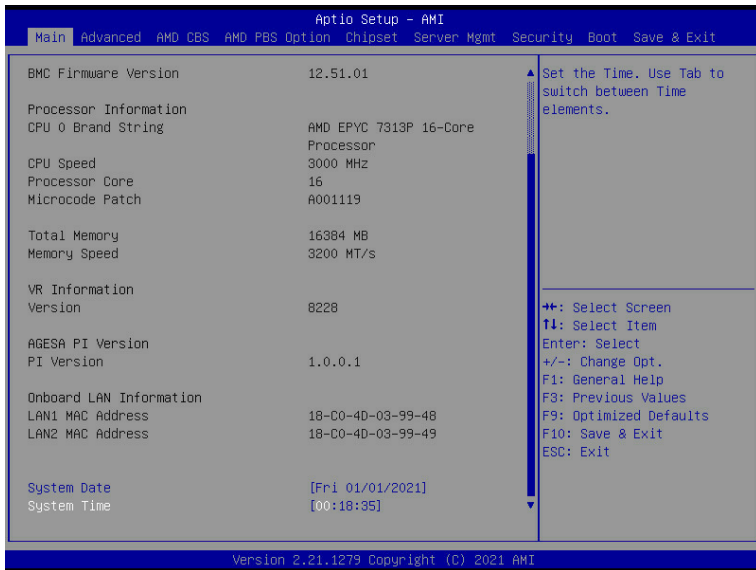 Aptio Setup – AMI
Main Advanced AMD CBS AMD PBS Option Chipset Server Mgmt Security Boot Save & Exit
BMC Firmware Version 12.51.01
Processor Information
CPU 0 Brand String AMD EPYC 7313P 16-Core
Processor
CPU Speed 3000 MHz
Processor Core 16
Microcode Patch A001119
Total Memory 16384 MB
Memory Speed 3200 MT/s
VR Information
Version 8228
AGESA PI Version
PI Version 1.0.0.1
Onboard LAN Information
LAN1 MAC Address 18-C0-4D-03-99-48
LAN2 MAC Address 18-C0-4D-03-99-49
System Date [Fri 01/01/2021]
System Time [00:18:35]
Set the Time. Use Tab to
switch between Time
elements.
→←: Select Screen
↑↓: Select Item
Enter: Select
+/-: Change Opt.
F1: General Help
F3: Previous Values
F9: Optimized Defaults
F10: Save & Exit
ESC: Exit
Version 2.21.1279 Copyright (C) 2021 AMI